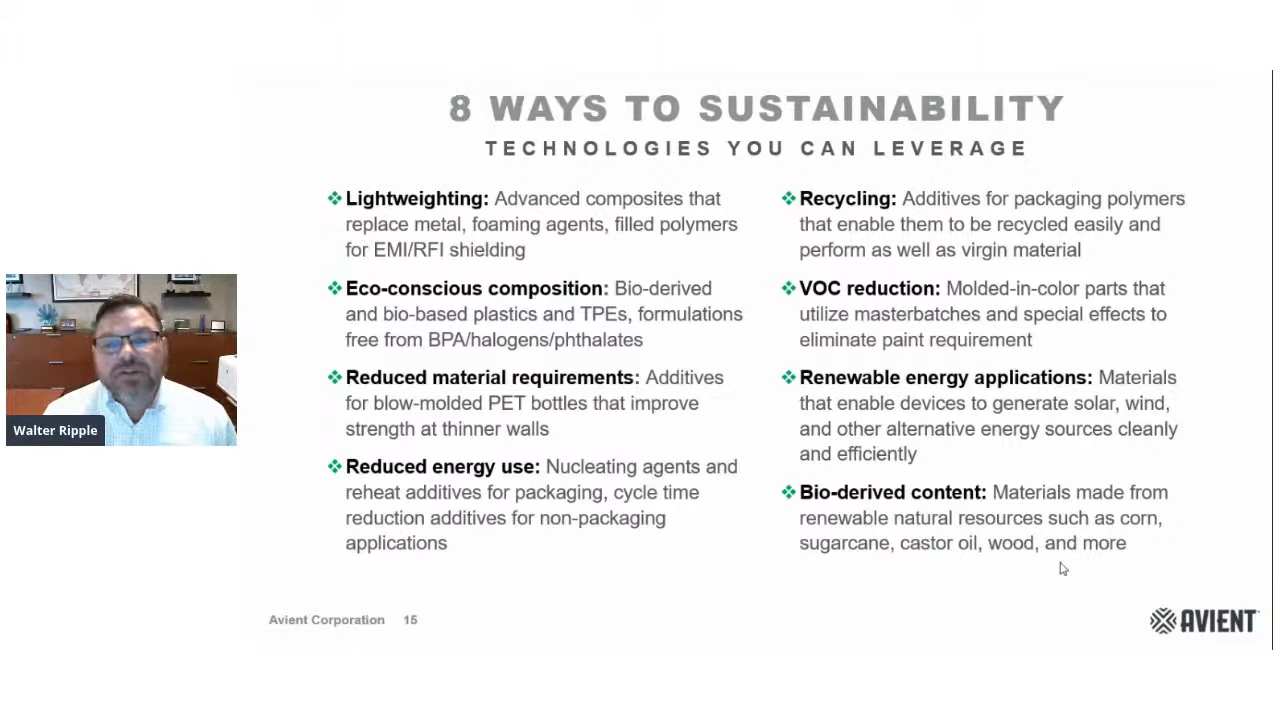 8 WAYS TO SUSTAINABILITY
TECHNOLOGIES YOU CAN LEVERAGE
Lightweighting: Advanced composites that
replace metal, foaming agents, filled polymers
for EMI/RFI shielding
Eco-conscious composition: Bio-derived
and bio-based plastics and TPEs, formulations
free from BPA/halogens/phthalates
Reduced material requirements: Additives
for blow-molded PET bottles that improve
strength at thinner walls
Reduced energy use: Nucleating agents and
reheat additives for packaging, cycle time
reduction additives for non-packaging
applications
Recycling: Additives for packaging polymers
that enable them to be recycled easily and
perform as well as virgin material
VOC reduction: Molded-in-color parts that
utilize masterbatches and special effects to
eliminate paint requirement
Renewable energy applications: Materials
that enable devices to generate solar, wind,
and other alternative energy sources cleanly
and efficiently
Bio-derived content: Materials made from
renewable natural resources such as corn,
sugarcane, castor oil, wood, and more
Walter Ripple
Avient Corporation 15
AVIENT